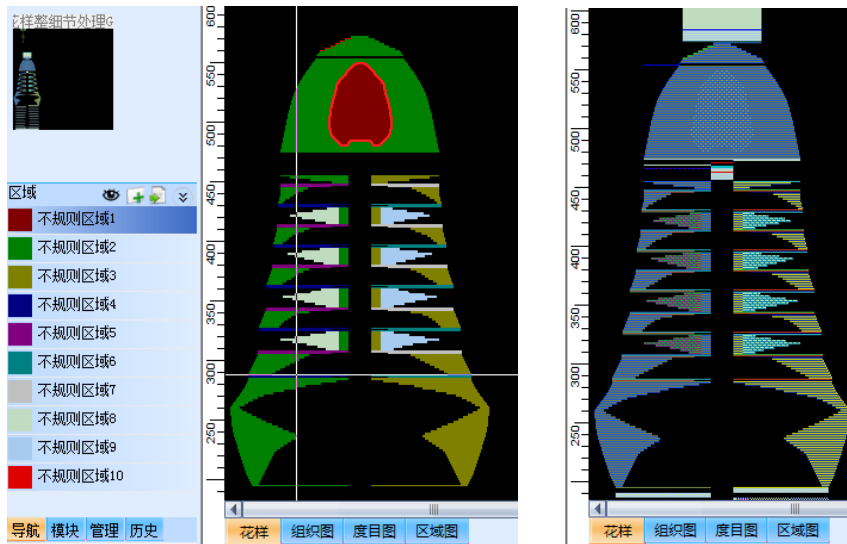 花样整细节处理G
区域
不规则区域1
不规则区域2
不规则区域3
不规则区域4
不规则区域5
不规则区域6
不规则区域7
不规则区域8
不规则区域9
不规则区域10
导航 模块 管理 历史
600
550
500
450
400
350
300
250
花样 组织图 度目图 区域图
600
550
500
450
400
350
300
250
花样 组织图 度目图 区域图